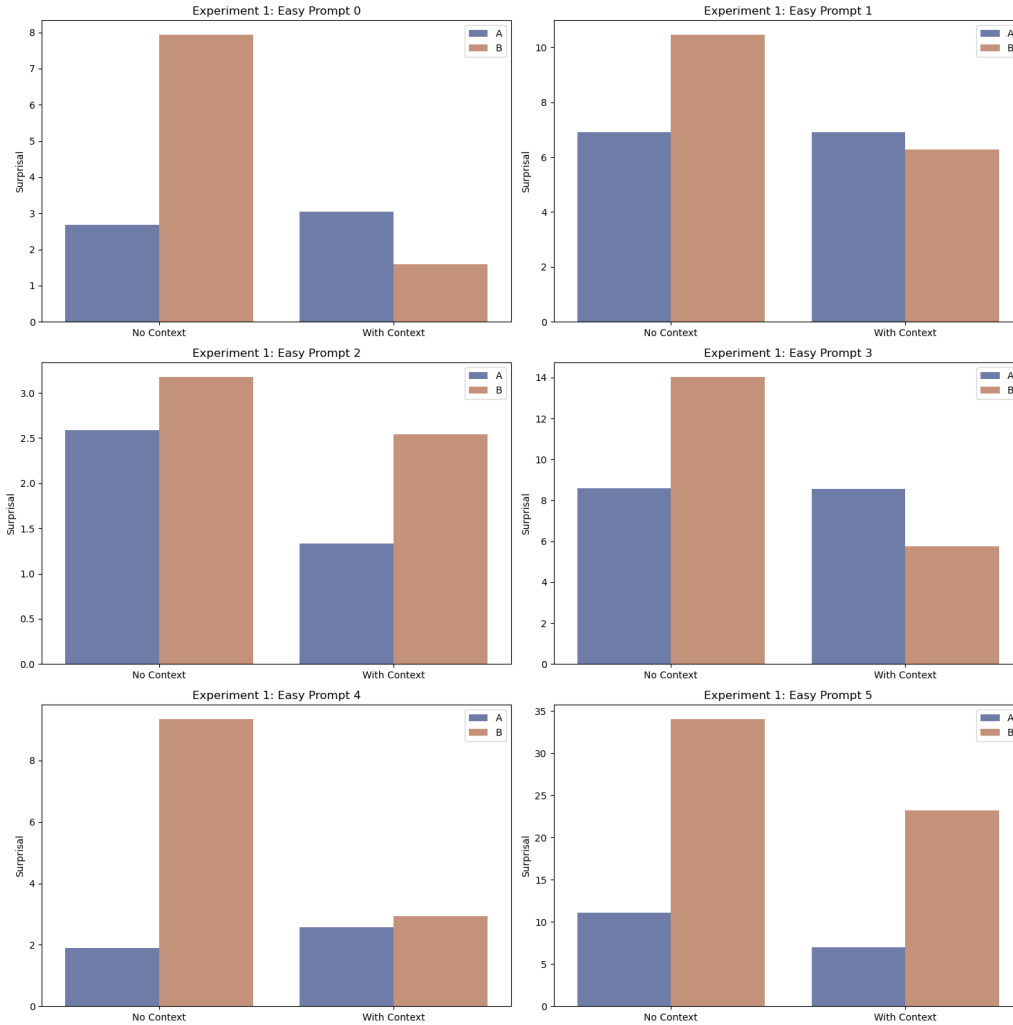 Experiment 1: Easy Prompt 0
Surprisal
8
7
6
5
4
3
2
1
0
A
B
No Context
With Context
Experiment 1: Easy Prompt 1
Surprisal
10
8
6
4
2
0
A
B
No Context
With Context
Experiment 1: Easy Prompt 2
Surprisal
3.0
2.5
2.0
1.5
1.0
0.5
0.0
A
B
No Context
With Context
Experiment 1: Easy Prompt 3
Surprisal
14
12
10
8
6
4
2
0
A
B
No Context
With Context
Experiment 1: Easy Prompt 4
Surprisal
8
6
4
2
0
A
B
No Context
With Context
Experiment 1: Easy Prompt 5
Surprisal
35
30
25
20
15
10
5
0
A
B
No Context
With Context